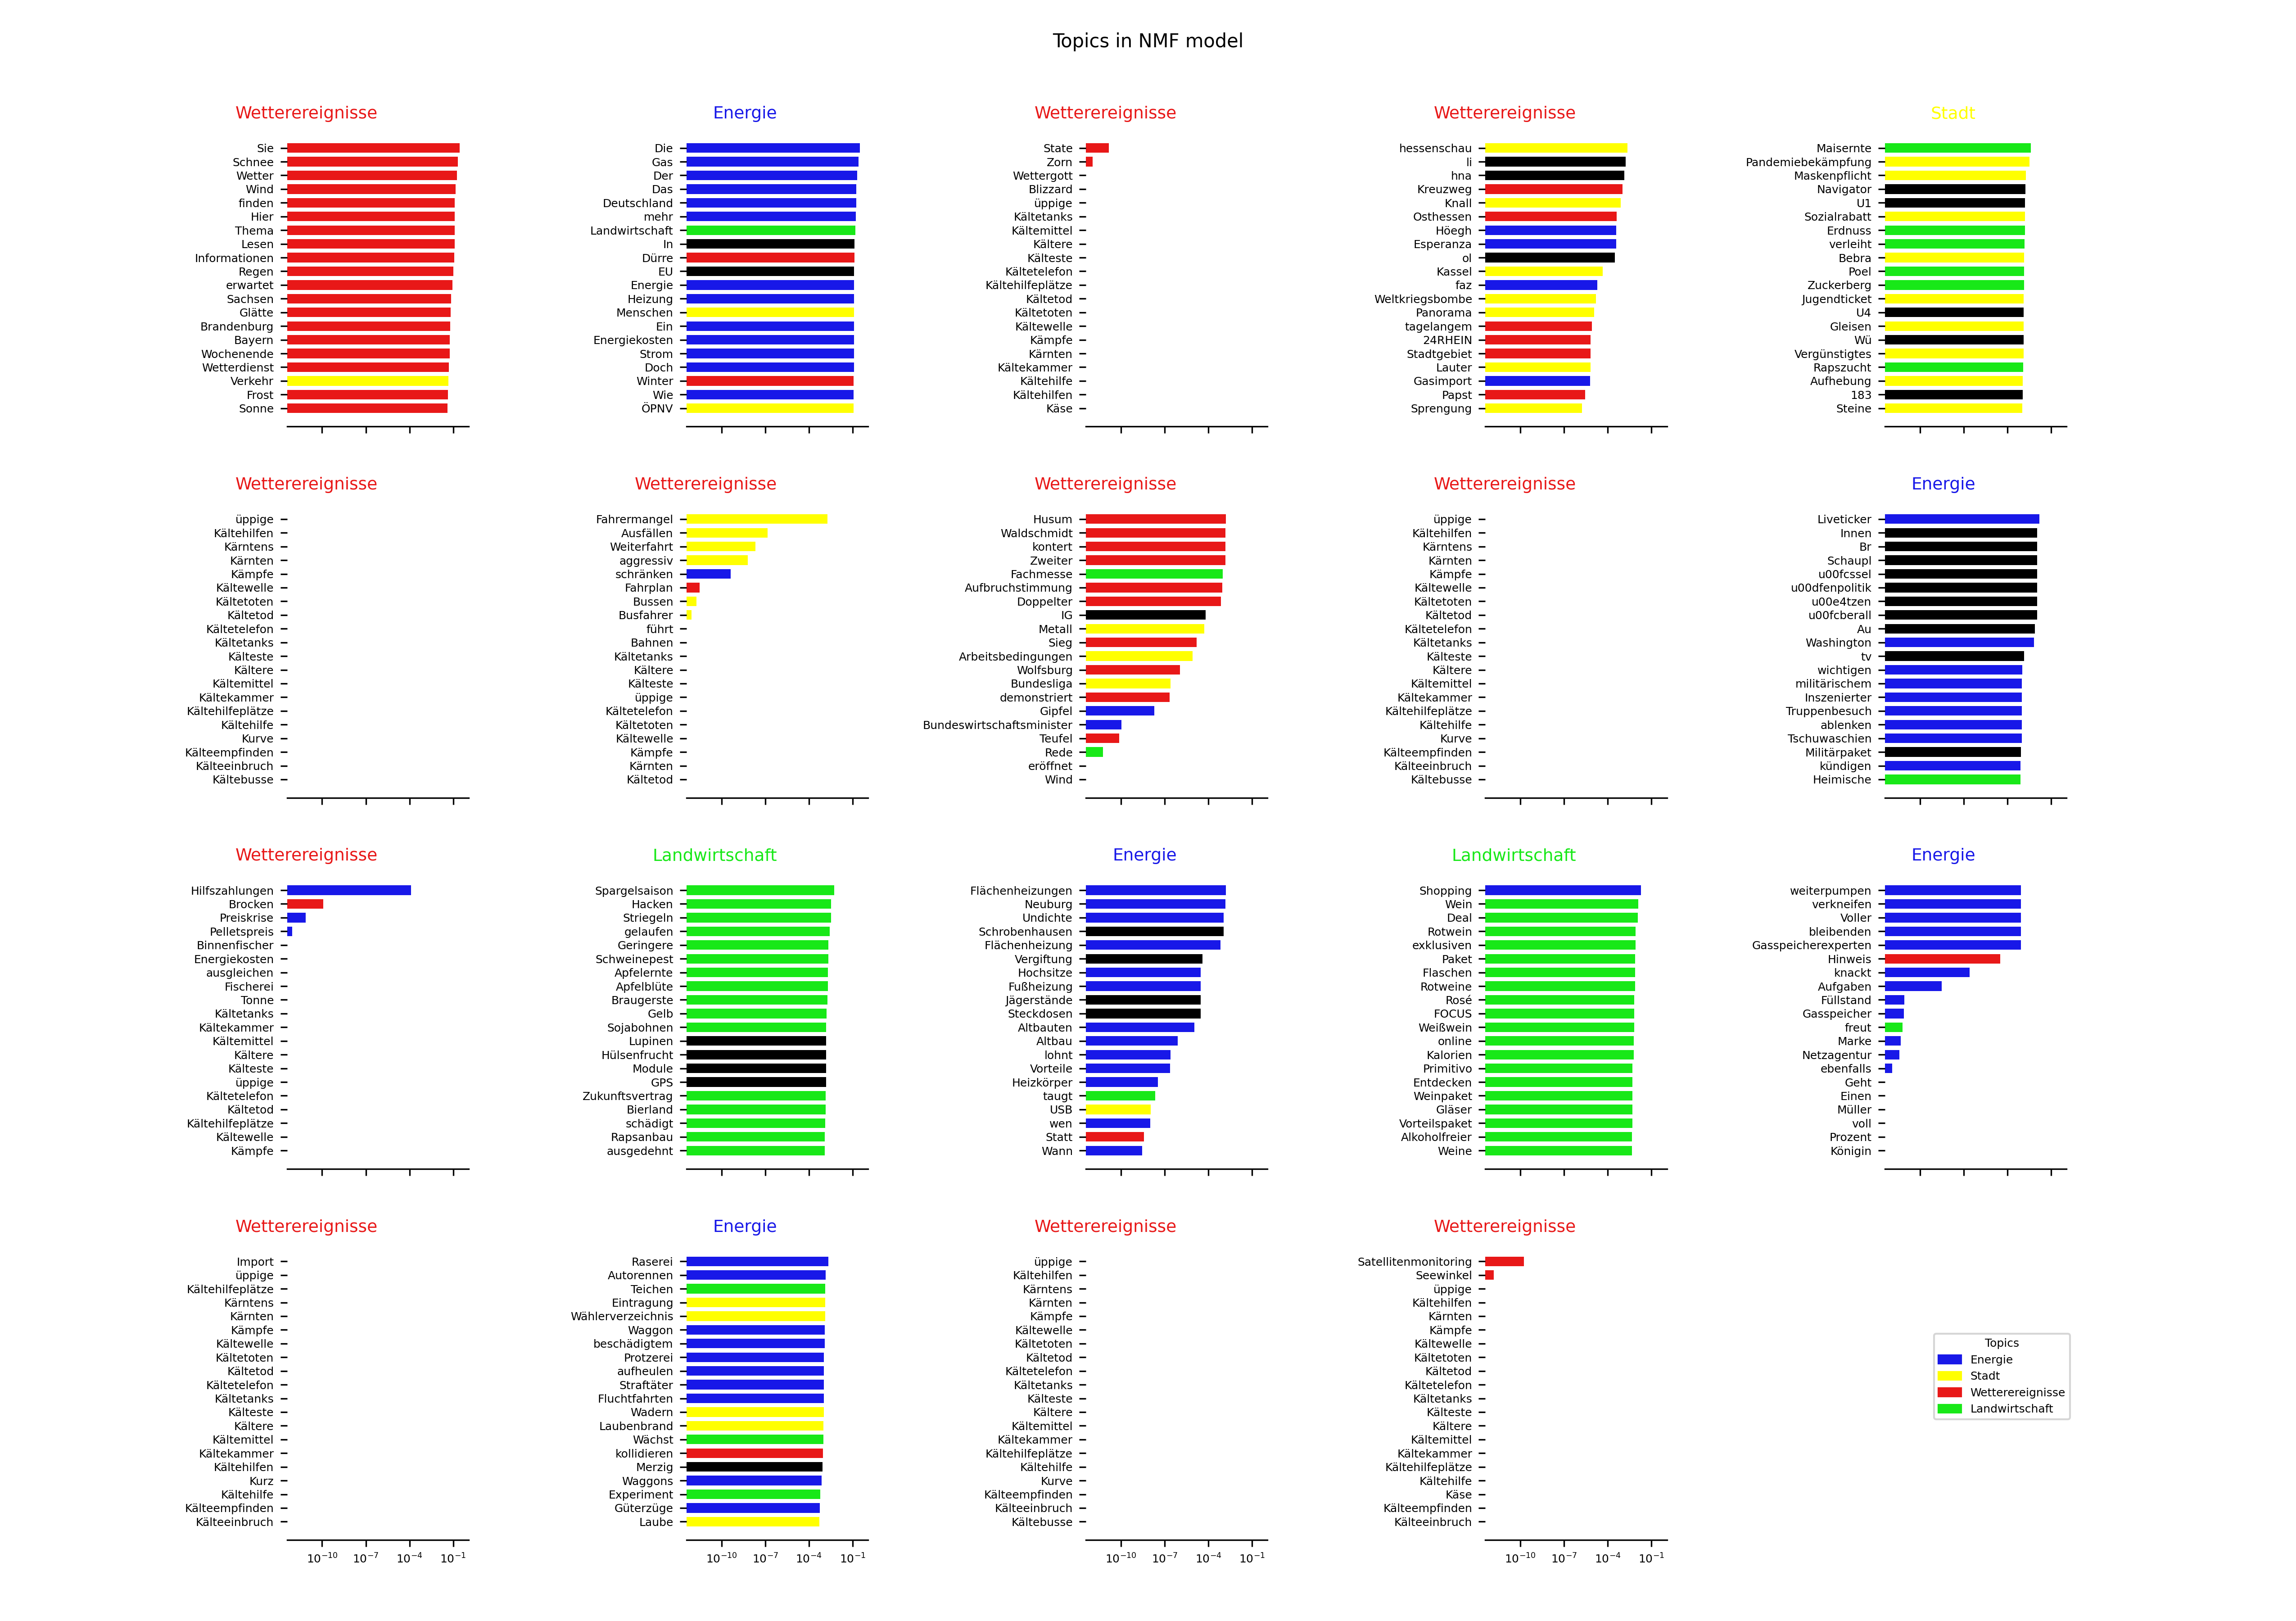 Topics in NMF model
Wetterereignisse
Sie
Schnee
Wetter
Wind
finden
Hier
Thema
Lesen
Informationen
Regen
erwartet
Sachsen
Glätte
Brandenburg
Bayern
Wochenende
Wetterdienst
Verkehr
Frost
Sonne
Energie
Die
Gas
Der
Das
Deutschland
mehr
Landwirtschaft
In
Dürre
EU
Energie
Heizung
Menschen
Ein
Energiekosten
Strom
Doch
Winter
Wie
ÖPNV
Wetterereignisse
State
Zorn
Wettergott
Blizzard
üppige
Kältetanks
Kältemittel
Kältere
Kälteste
Kältetelefon
Kältehilfeplätze
Kältetod
Kältetoten
Kältewelle
Kämpfe
Kärnten
Kältekammer
Kältehilfe
Kältehilfen
Käse
Wetterereignisse
hessenschau
li
hna
Kreuzweg
Knall
Osthessen
Höegh
Esperanza
ol
Kassel
faz
Weltkriegsbombe
Panorama
tagelangem
24RHEIN
Stadtgebiet
Lauter
Gasimport
Papst
Sprengung
Stadt
Maisernte
Pandemiebekämpfung
Maskenpflicht
Navigator
U1
Sozialrabatt
Erdnuss
verleiht
Bebra
Poel
Zuckerberg
Jugendticket
U4
Gleisen
Wü
Vergünstigtes
Rapszucht
Aufhebung
183
Steine
Wetterereignisse
üppige
Kältehilfen
Kärntens
Kärnten
Kämpfe
Kältewelle
Kältetoten
Kältetod
Kältetelefon
Kältetanks
Kälteste
Kältere
Kältemittel
Kältekammer
Kältehilfeplätze
Kältehilfe
Kurve
Kälteempfinden
Kälteeinbruch
Kältebusse
Wetterereignisse
Fahrermangel
Ausfällen
Weiterfahrt
aggressiv
schränken
Fahrplan
Bussen
Busfahrer
führt
Bahnen
Kältetanks
Kältere
Kälteste
üppige
Kältetelefon
Kältetoten
Kältewelle
Kämpfe
Kärnten
Kältetod
Wetterereignisse
Husum
Waldschmidt
kontert
Zweiter
Fachmesse
Aufbruchstimmung
Doppelter
IG
Metall
Sieg
Arbeitsbedingungen
Wolfsburg
Bundesliga
demonstriert
Gipfel
Bundeswirtschaftsminister
Teufel
Rede
eröffnet
Wind
Wetterereignisse
üppige
Kältehilfen
Kärntens
Kärnten
Kämpfe
Kältewelle
Kältetoten
Kältetod
Kältetelefon
Kältetanks
Kälteste
Kältere
Kältemittel
Kältekammer
Kältehilfeplätze
Kältehilfe
Kurve
Kälteempfinden
Kälteeinbruch
Kältebusse
Energie
Liveticker
Innen
Br
Schaupl
u00fcssel
u00dfenpolitik
u00e4tzen
u00fcberall
Au
Washington
tv
wichtigen
militärischem
Inszenierter
Truppenbesuch
ablenken
Tschuwaschien
Militärpaket
kündigen
Heimische
Wetterereignisse
Hilfszahlungen
Brocken
Preiskrise
Pelletspreis
Binnenfischer
Energiekosten
ausgleichen
Fischerei
Tonne
Kältetanks
Kältekammer
Kältemittel
Kältere
Kälteste
üppige
Kältetelefon
Kältetod
Kältehilfeplätze
Kältewelle
Kämpfe
Landwirtschaft
Spargelsaison
Hacken
Striegeln
gelaufen
Geringere
Schweinepest
Apfelernte
Apfelblüte
Braugerste
Gelb
Sojabohnen
Lupinen
Hülsenfrucht
Module
GPS
Zukunftsvertrag
Bierland
schädigt
Rapsanbau
ausgedehnt
Energie
Flächenheizungen
Neuburg
Undichte
Schrobenhausen
Flächenheizung
Vergiftung
Hochsitze
Fußheizung
Jägerstände
Steckdosen
Altbauten
Altbau
lohnt
Vorteile
Heizkörper
taugt
USB
wen
Statt
Wann
Landwirtschaft
Shopping
Wein
Deal
Rotwein
exklusiven
Paket
Flaschen
Rotweine
Rosé
FOCUS
Weißwein
online
Kalorien
Primitivo
Entdecken
Weinpaket
Gläser
Vorteilspaket
Alkoholfreier
Weine
Energie
weiterpumpen
verkneifen
Voller
bleibenden
Gasspeicherexperten
Hinweis
knackt
Aufgaben
Füllstand
Gasspeicher
freut
Marke
Netzagentur
ebenfalls
Geht
Einen
Müller
voll
Prozent
Königin
Wetterereignisse
Import
üppige
Kältehilfeplätze
Kärntens
Kärnten
Kämpfe
Kältewelle
Kältetoten
Kältetod
Kältetelefon
Kältetanks
Kälteste
Kältere
Kältemittel
Kältekammer
Kältehilfen
Kurz
Kältehilfe
Kälteempfinden
Kälteeinbruch
10⁻¹⁰ 10⁻⁷ 10⁻⁴ 10⁻¹
Energie
Raserei
Autorennen
Teichen
Eintragung
Wählerverzeichnis
Waggon
beschädigtem
Protzerei
aufheulen
Straftäter
Fluchtfahrten
Wadern
Laubenbrand
Wächst
kollidieren
Merzig
Waggons
Experiment
Güterzüge
Laube
10⁻¹⁰ 10⁻⁷ 10⁻⁴ 10⁻¹
Wetterereignisse
üppige
Kältehilfen
Kärntens
Kärnten
Kämpfe
Kältewelle
Kältetoten
Kältetod
Kältetelefon
Kältetanks
Kälteste
Kältere
Kältemittel
Kältekammer
Kältehilfeplätze
Kältehilfe
Kurve
Kälteempfinden
Kälteeinbruch
Kältebusse
10⁻¹⁰ 10⁻⁷ 10⁻⁴ 10⁻¹
Wetterereignisse
Satellitenmonitoring
Seewinkel
üppige
Kältehilfen
Kärnten
Kämpfe
Kältewelle
Kältetoten
Kältetod
Kältetelefon
Kältetanks
Kälteste
Kältere
Kältemittel
Kältekammer
Kältehilfeplätze
Kältehilfe
Käse
Kälteempfinden
Kälteeinbruch
10⁻¹⁰ 10⁻⁷ 10⁻⁴ 10⁻¹
Topics
Energie
Stadt
Wetterereignisse
Landwirtschaft